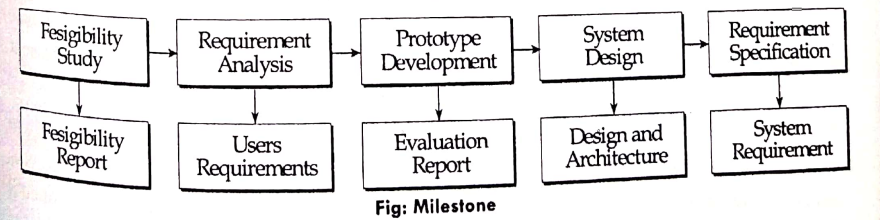 Fesigibility
Study
Requirement
Analysis
Prototype
Development
System
Design
Requirement
Specification
Fesigibility
Report
Users
Requirements
Evaluation
Report
Design and
Architecture
System
Requirement
Fig: Milestone